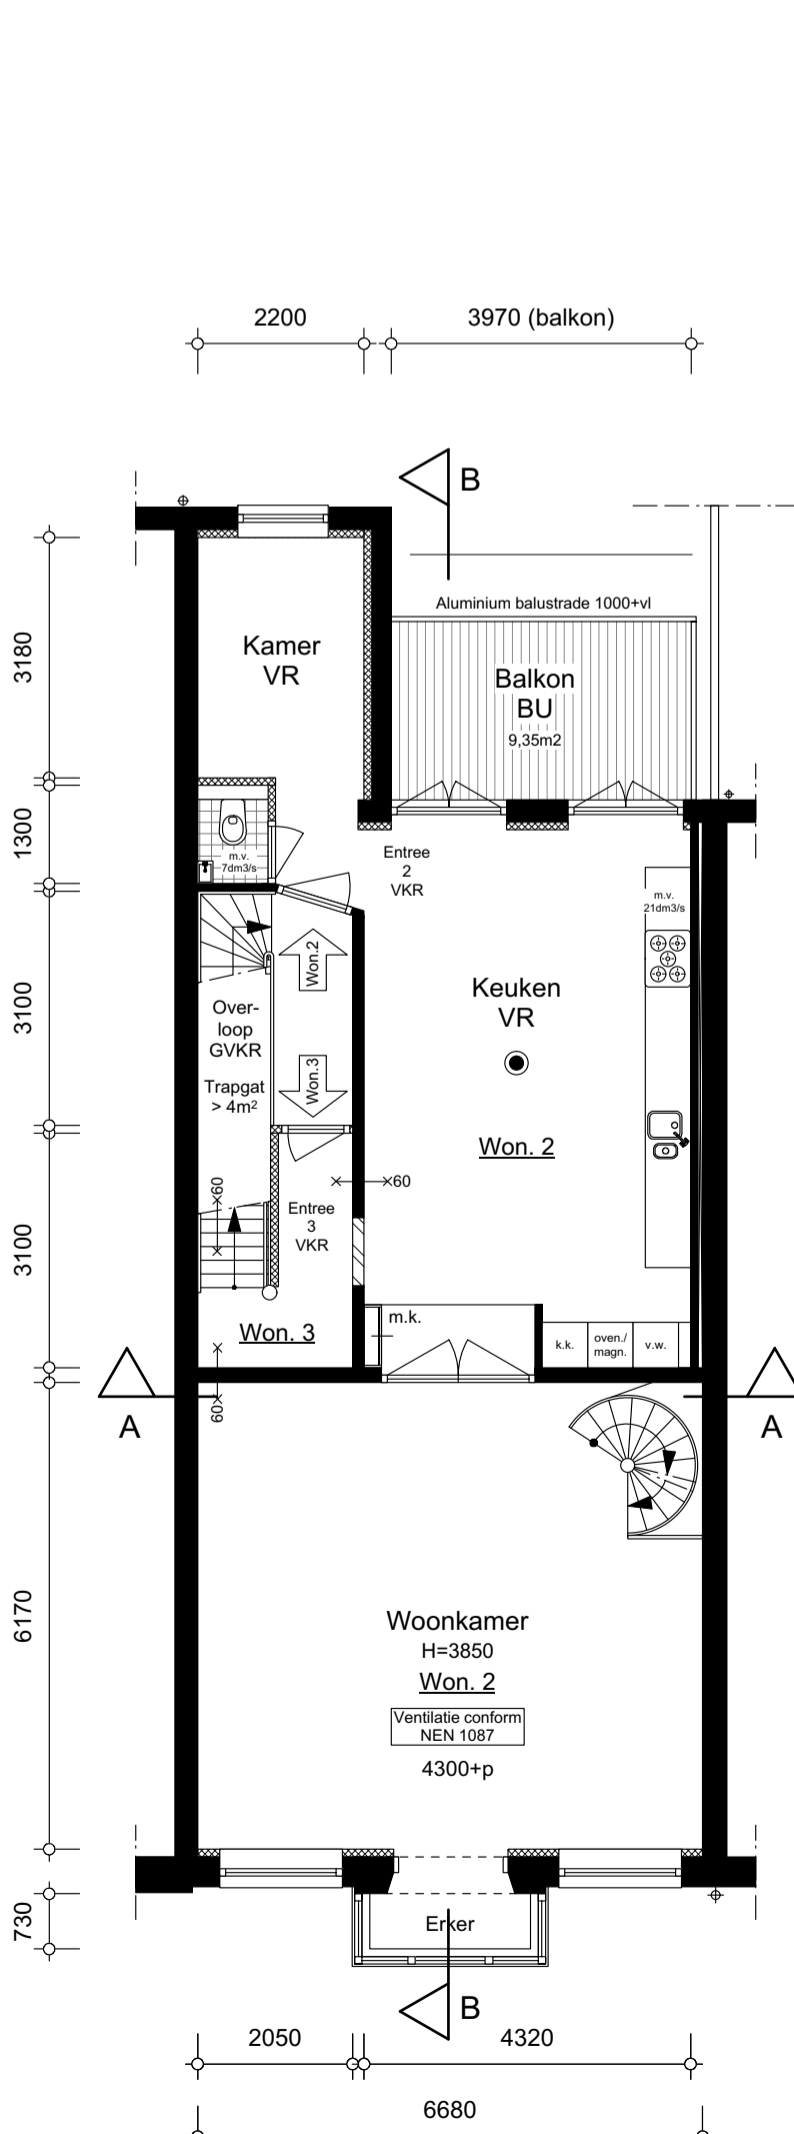 2200
3970 (balkon)
B
Aluminium balustrade 1000+vl
3180
Kamer
VR
Balkon
BU
9,35m2
1300
m.v.
7dm3/s
Entree
2
VKR
m.v.
21dm3/s
Won.2
3100
Over-
loop
GVKR
Trapgat
> 4m²
Keuken
VR
Won.3
Won. 2
60
60
Entree
3
VKR
3100
Won. 3
m.k.
k.k.
oven./
magn.
v.w.
A
60
A
6170
Woonkamer
H=3850
Won. 2
Ventilatie conform
NEN 1087
4300+p
730
Erker
B
2050
4320
6680